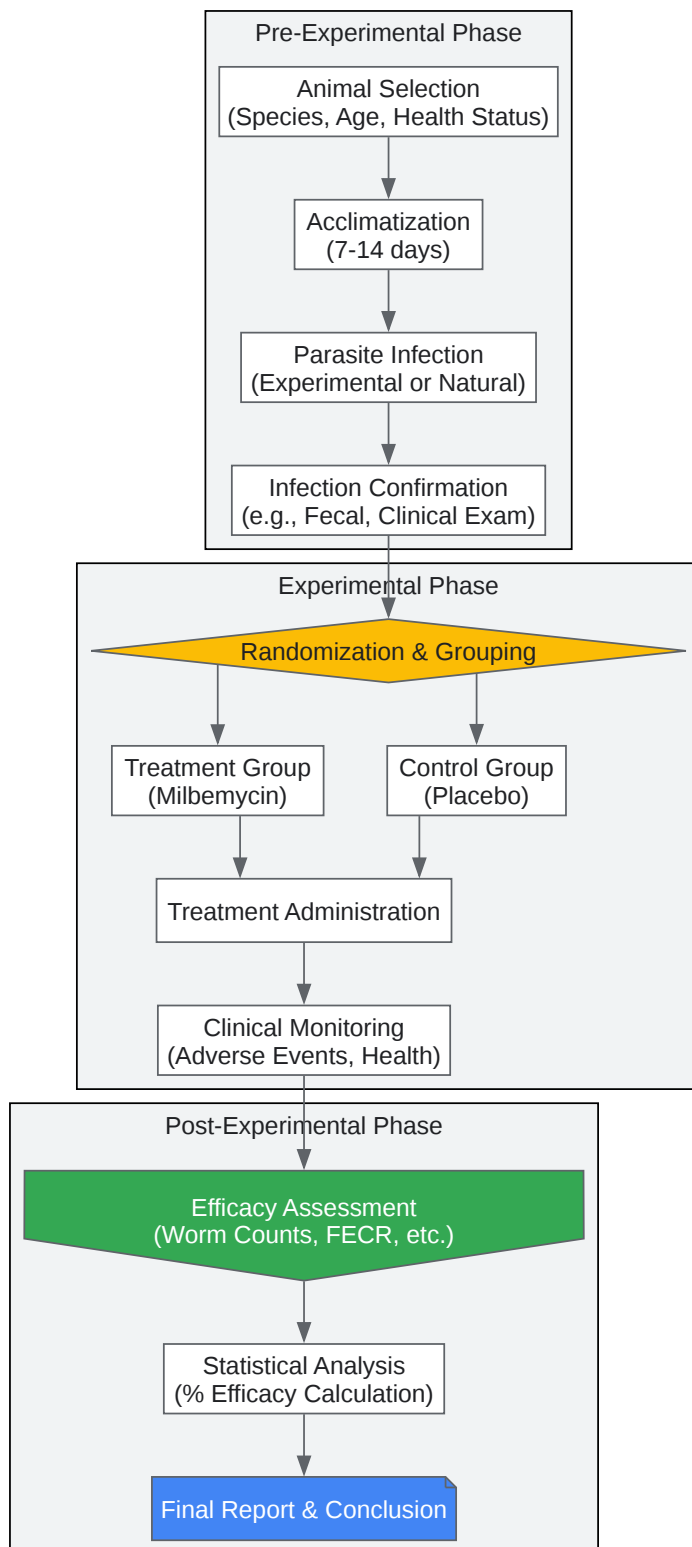 Pre-Experimental Phase
Animal Selection
(Species, Age, Health Status)
Acclimatization
(7-14 days)
Parasite Infection
(Experimental or Natural)
Infection Confirmation
(e.g., Fecal, Clinical Exam)
Experimental Phase
Randomization & Grouping
Treatment Group
(Milbemycin)
Control Group
(Placebo)
Treatment Administration
Clinical Monitoring
(Adverse Events, Health)
Post-Experimental Phase
Efficacy Assessment
(Worm Counts, FECR, etc.)
Statistical Analysis
(% Efficacy Calculation)
Final Report & Conclusion